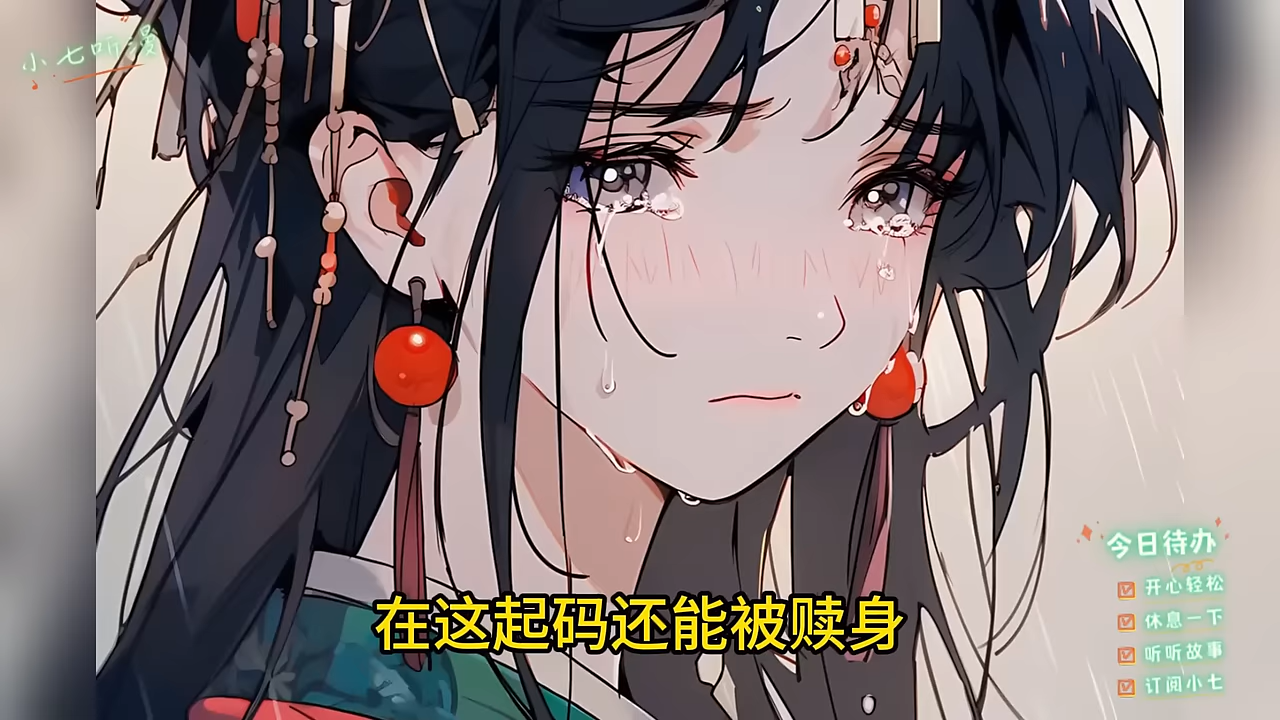 小七听漫
今日待办
开心轻松
休息一下
听听故事
订阅小七
在这起码还能被赎身